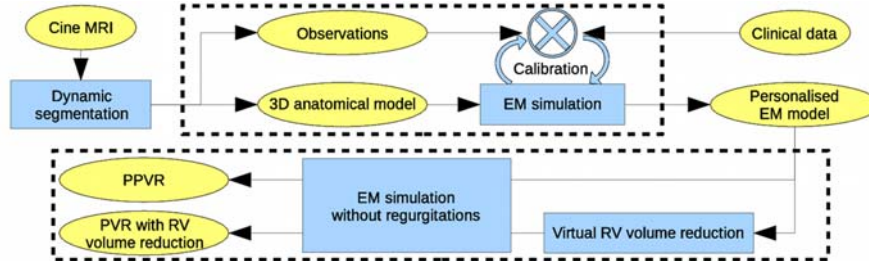 Cine MRI
Observations
Clinical data
Calibration
Dynamic
segmentation
3D anatomical model
EM simulation
Personalised
EM model
PPVR
EM simulation
without regurgitations
PVR with RV
volume reduction
Virtual RV volume reduction